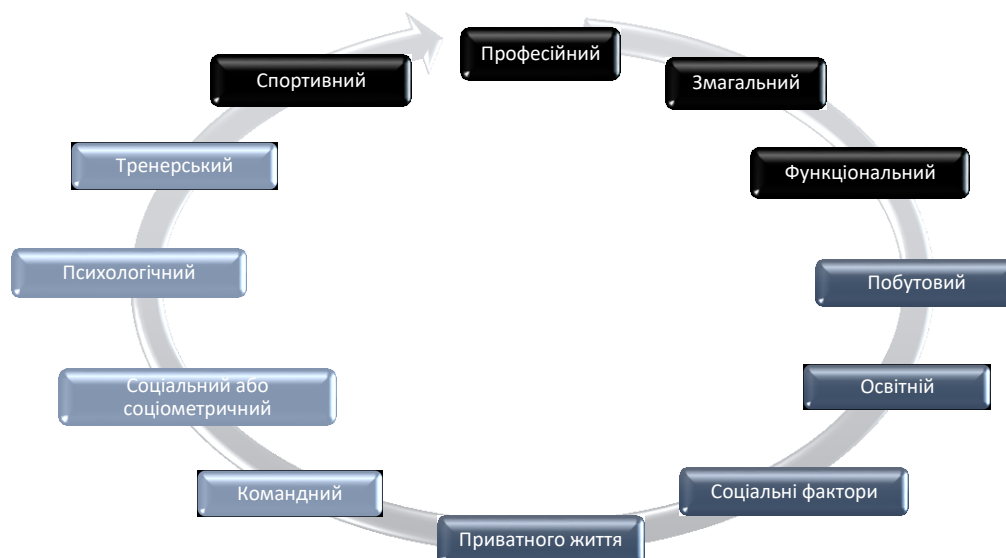 Професійний
Змагальний
Функціональний
Побутовий
Освітній
Соціальні фактори
Приватного життя
Командний
Соціальний або
соціометричний
Психологічний
Тренерський
Спортивний